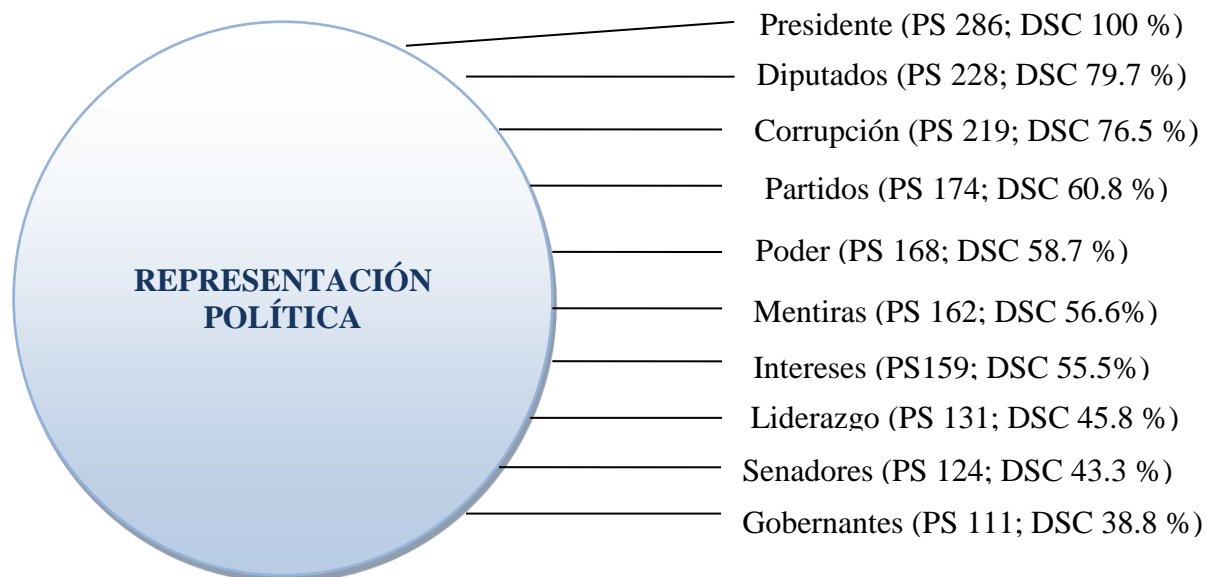 Presidente (PS 286; DSC 100 %)
Diputados (PS 228; DSC 79.7 %)
Corrupción (PS 219; DSC 76.5 %)
Partidos (PS 174; DSC 60.8 %)
Poder (PS 168; DSC 58.7 %)
REPRESENTACIÓN
POLÍTICA
Mentiras (PS 162; DSC 56.6%)
Intereses (PS159; DSC 55.5%)
Liderazgo (PS 131; DSC 45.8 %)
Senadores (PS 124; DSC 43.3 %)
Gobernantes (PS 111; DSC 38.8 %)